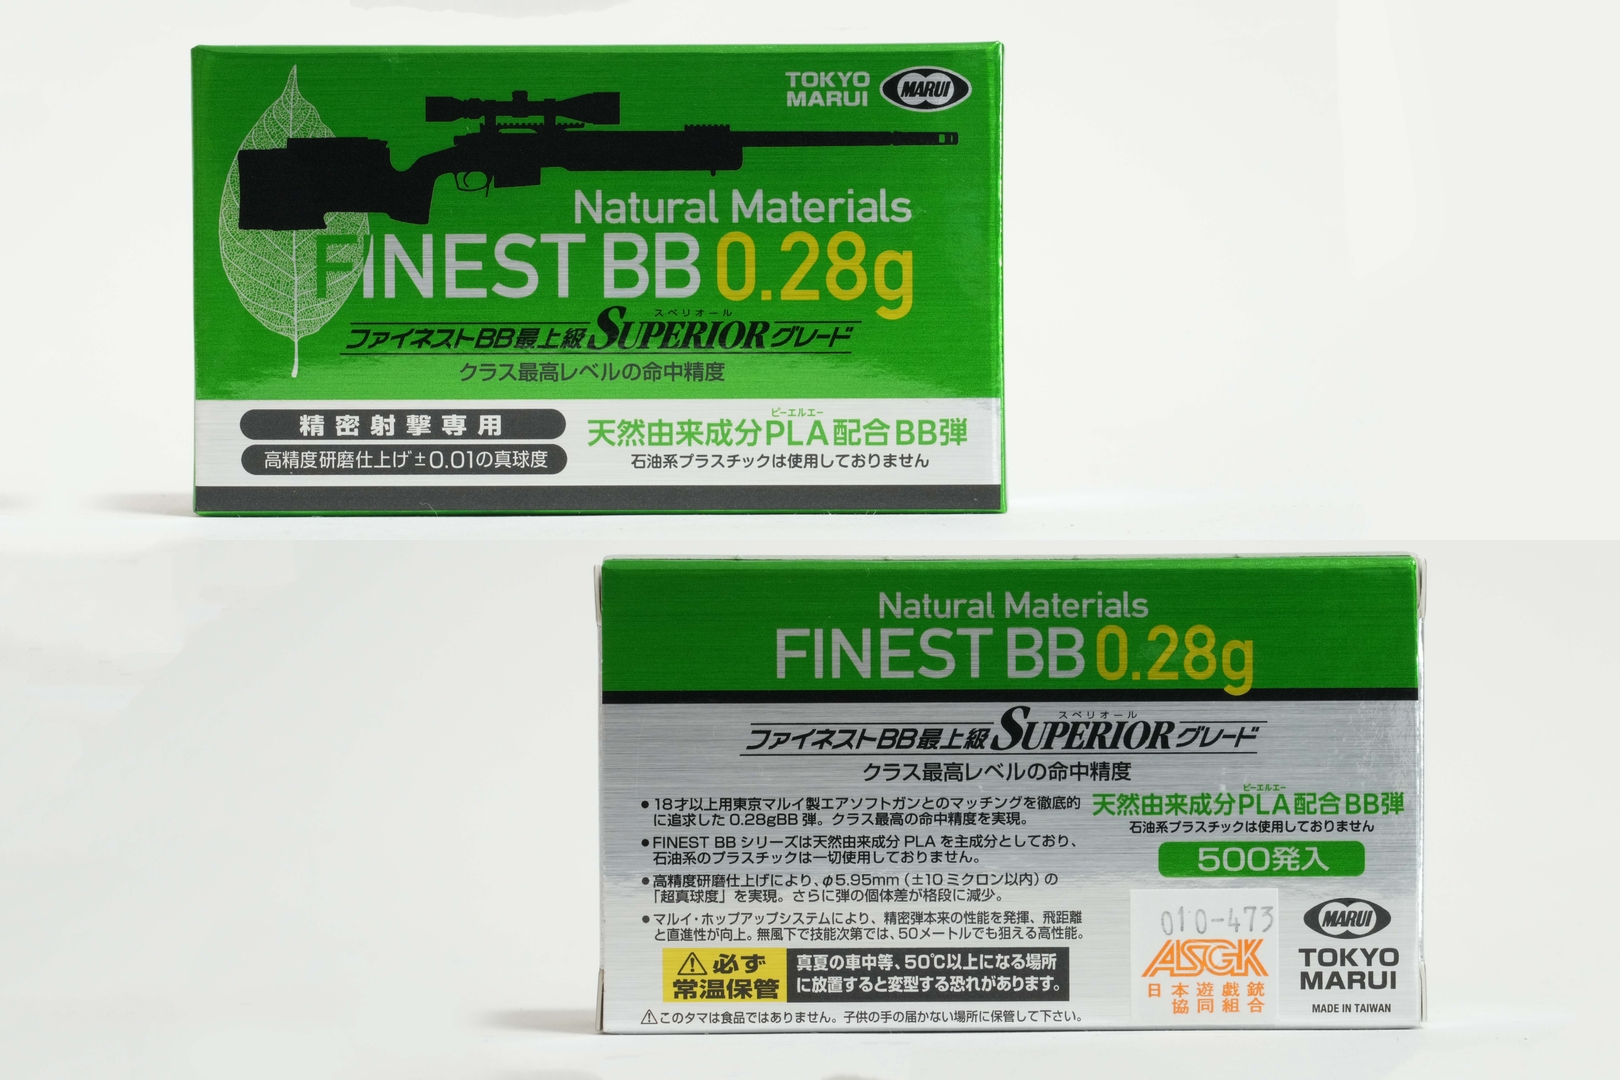 TOKYO
MARUI
MARUI
Natural Materials
FINEST BB 0.28g
スペリオール
ファイネストBB最上級SUPERIORグレード
クラス最高レベルの命中精度
精密射撃専用
高精度研磨仕上げ±0.01の真球度
ピーエルエー
天然由来成分PLA配合BB弾
石油系プラスチックは使用しておりません
Natural Materials
FINEST BB 0.28g
スペリオール
ファイネストBB最上級SUPERIORグレード
クラス最高レベルの命中精度
●18才以上用東京マルイ製エアソフトガンとのマッチングを徹底的
に追求した 0.28gBB 弾。クラス最高の命中精度を実現。
●FINEST BB シリーズは天然由来成分 PLA を主成分としており、
石油系のプラスチックは一切使用しておりません。
●高精度研磨仕上げにより、φ5.95mm（±10 ミクロン以内）の
「超真球度」を実現。さらに弾の個体差が格段に減少。
●マルイ・ホップアップシステムにより、精密弾本来の性能を発揮、飛距離
と直進性が向上。無風下で技能次第では、50メートルでも狙える高性能。
ピーエルエー
天然由来成分PLA配合BB弾
石油系プラスチックは使用しておりません
500発入
⚠必ず
常温保管
真夏の車中等、50℃以上になる場所
に放置すると変型する恐れがあります。
⚠このタマは食品ではありません。子供の手の届かない場所に保管して下さい。
010-473
ASGK
日本遊戯銃
協同組合
MARUI
TOKYO
MARUI
MADE IN TAIWAN